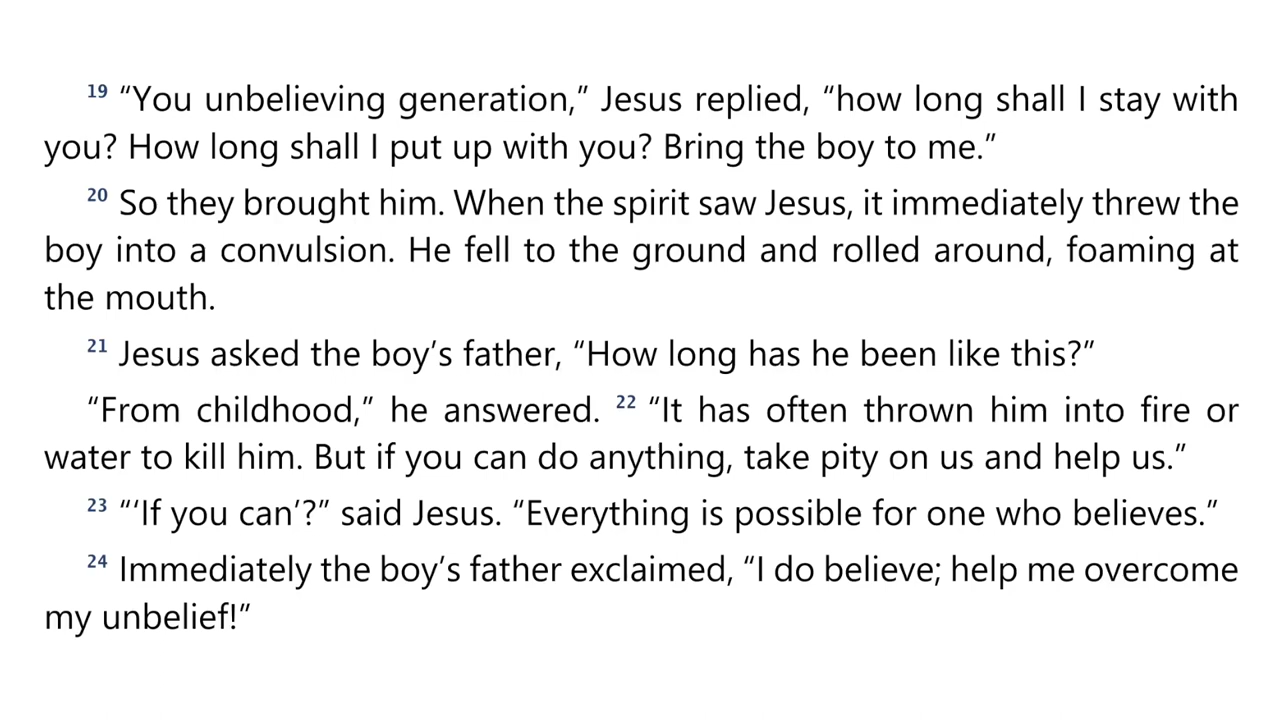 19 “You unbelieving generation,” Jesus replied, “how long shall I stay with
you? How long shall I put up with you? Bring the boy to me.”
20 So they brought him. When the spirit saw Jesus, it immediately threw the
boy into a convulsion. He fell to the ground and rolled around, foaming at
the mouth.
21 Jesus asked the boy’s father, “How long has he been like this?”
“From childhood,” he answered. 22 “It has often thrown him into fire or
water to kill him. But if you can do anything, take pity on us and help us.”
23 “‘If you can’?” said Jesus. “Everything is possible for one who believes.”
24 Immediately the boy’s father exclaimed, “I do believe; help me overcome
my unbelief!”